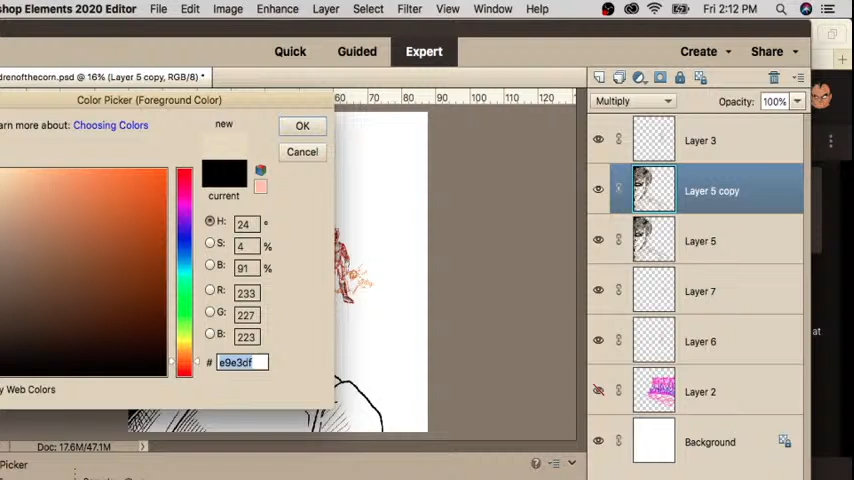 shop Elements 2020 Editor File Edit Image Enhance Layer Select Filter View Window Help Fri 2:12 PM
Quick Guided Expert Create Share
drenofthecorn.psd @ 16% (Layer 5 copy, RGB/8) *
Color Picker (Foreground Color)
60 70 80 90 100 110 120
Multiply Opacity: 100%
arn more about: Choosing Colors
new
OK
Cancel
current
Layer 3
Layer 5 copy
Layer 5
Layer 7
Layer 6
Layer 2
Background
H: 24 °
S: 4 %
B: 91 %
R: 233
G: 227
B: 223
# e9e3df
y Web Colors
at
Doc: 17.6M/47.1M
Picker